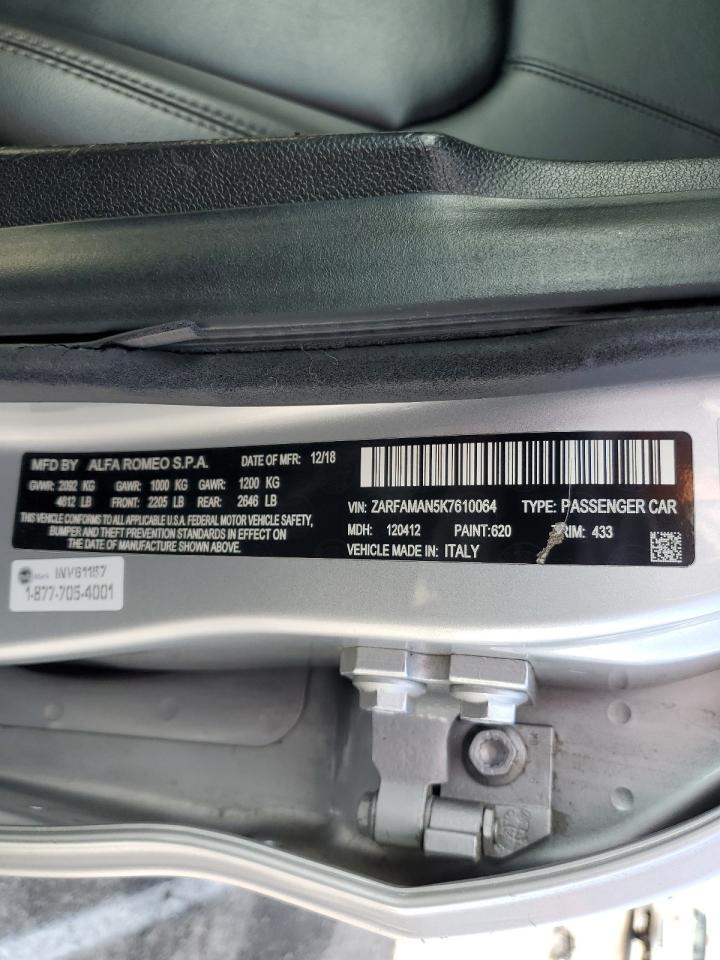 MFD BY ALFA ROMEO S.P.A. DATE OF MFR: 12/18
GVWR: 2092 KG GAWR: 1000 KG GAWR: 1200 KG
4612 LB FRONT: 2205 LB REAR: 2646 LB
THIS VEHICLE CONFORMS TO ALL APPLICABLE U.S.A. FEDERAL MOTOR VEHICLE SAFETY,
BUMPER AND THEFT PREVENTION STANDARDS IN EFFECT ON
THE DATE OF MANUFACTURE SHOWN ABOVE.
VIN: ZARFAMAN5K7610064 TYPE: PASSENGER CAR
MDH: 120412 PAINT:620 TRIM: 433
VEHICLE MADE IN: ITALY
1-877-705-4001